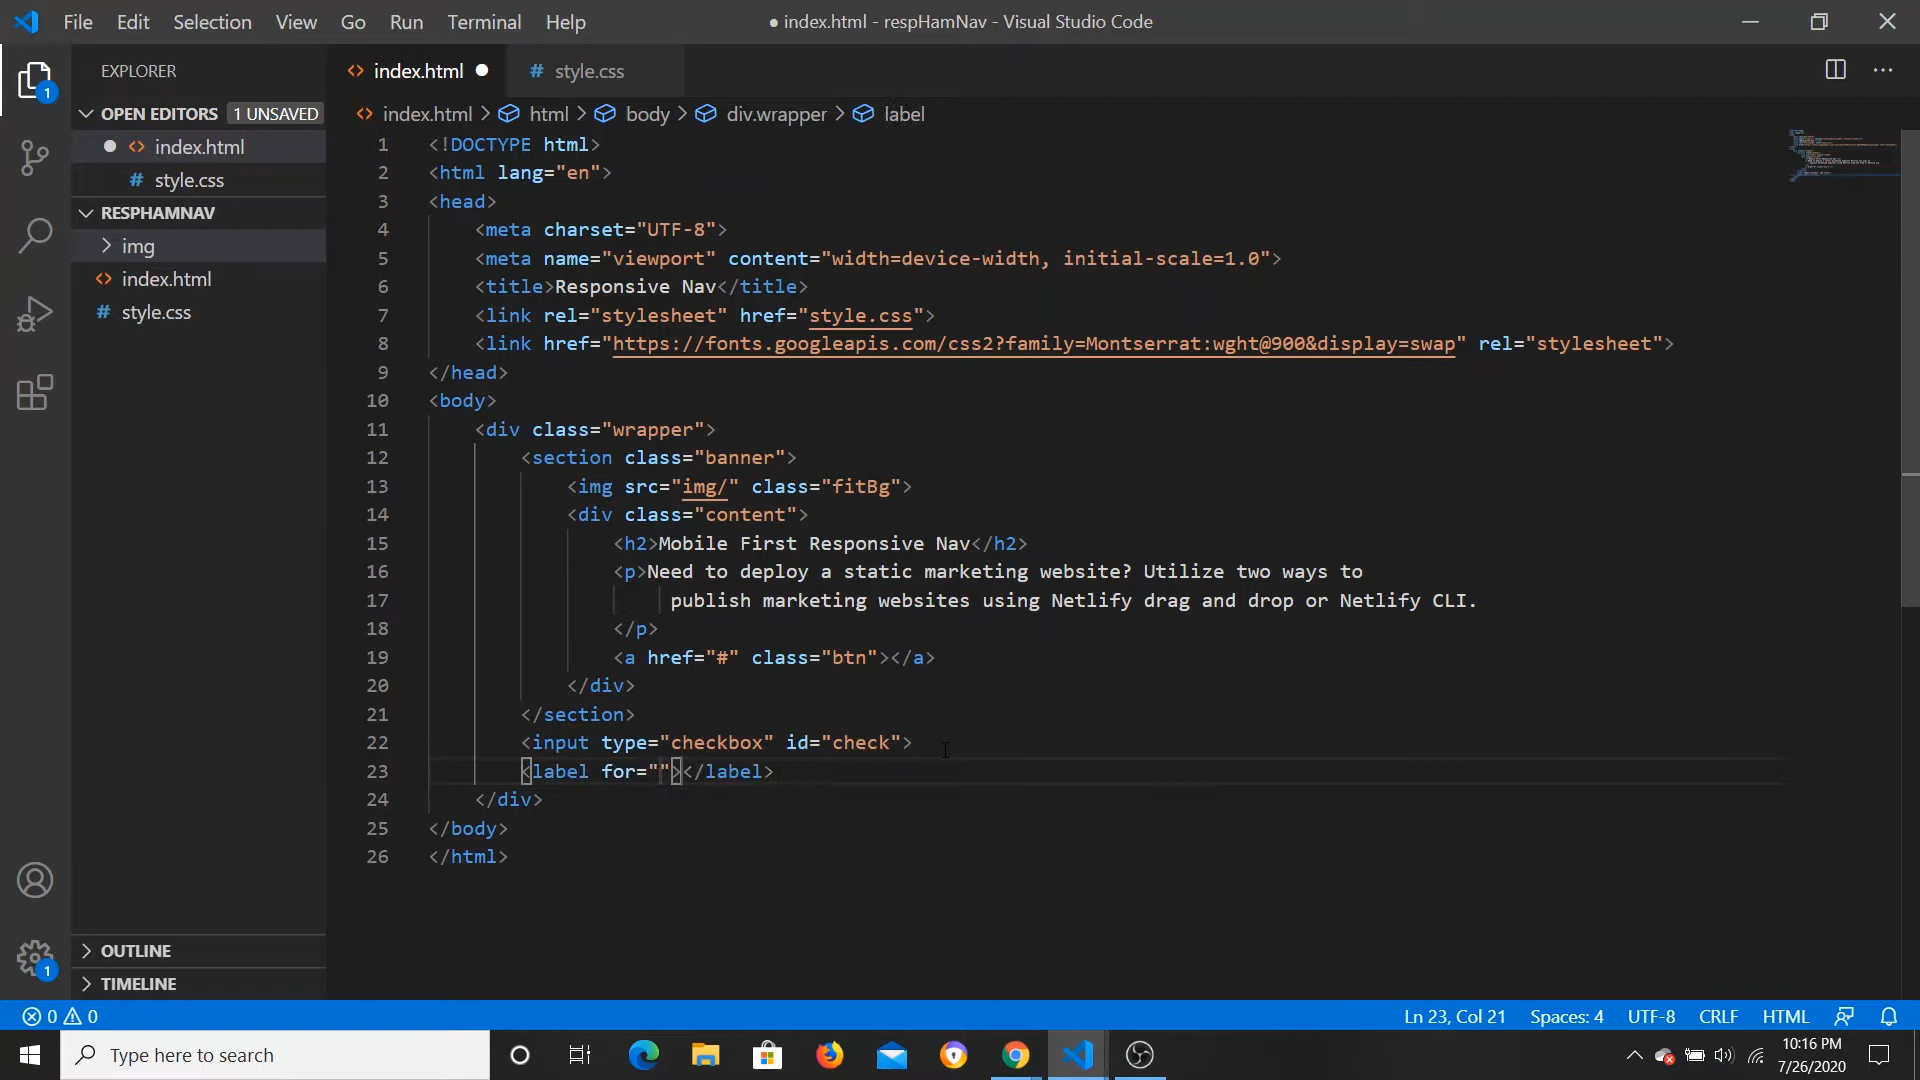 File Edit Selection View Go Run Terminal Help
● index.html - respHamNav - Visual Studio Code
EXPLORER
OPEN EDITORS 1 UNSAVED
index.html
style.css
RESPHAMNAV
img
index.html
style.css
OUTLINE
TIMELINE
1
1
index.html
style.css
index.html > html > body > div.wrapper > label
1 <!DOCTYPE html>
2 <html lang="en">
3 <head>
4 <meta charset="UTF-8">
5 <meta name="viewport" content="width=device-width, initial-scale=1.0">
6 <title>Responsive Nav</title>
7 <link rel="stylesheet" href="style.css">
8 <link href="https://fonts.googleapis.com/css2?family=Montserrat:wght@900&display=swap" rel="stylesheet">
9 </head>
10 <body>
11 <div class="wrapper">
12 <section class="banner">
13 <img src="img/" class="fitBg">
14 <div class="content">
15 <h2>Mobile First Responsive Nav</h2>
16 <p>Need to deploy a static marketing website? Utilize two ways to
17 publish marketing websites using Netlify drag and drop or Netlify CLI.
18 </p>
19 <a href="#" class="btn"></a>
20 </div>
21 </section>
22 <input type="checkbox" id="check">
23 <label for=""></label>
24 </div>
25 </body>
26 </html>
0 0
Ln 23, Col 21 Spaces: 4 UTF-8 CRLF HTML
Type here to search
10:16 PM
7/26/2020